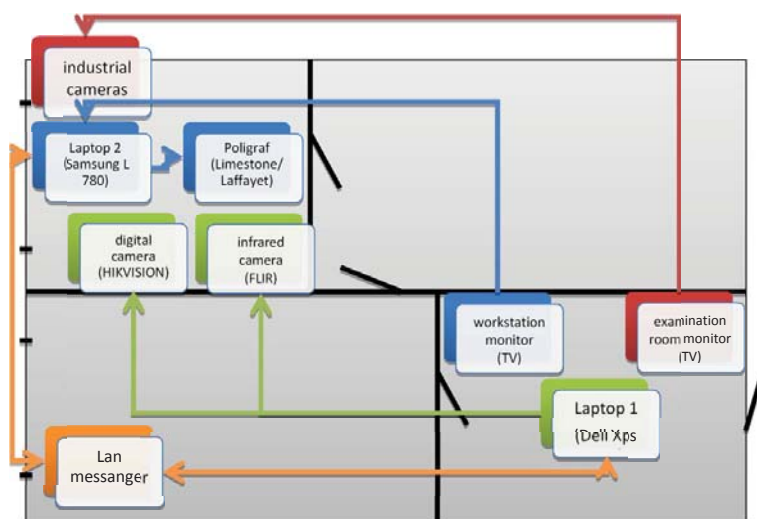 industrial
cameras
Laptop 2
(Samsung L
780)
Poligraf
(Limestone/
Laffayet)
digital
camera
(HIKVISION)
infrared
camera
(FLIR)
workstation
monitor
(TV)
examination
room monitor
(TV)
Laptop 1
(Dell Xps
Lan
messanger